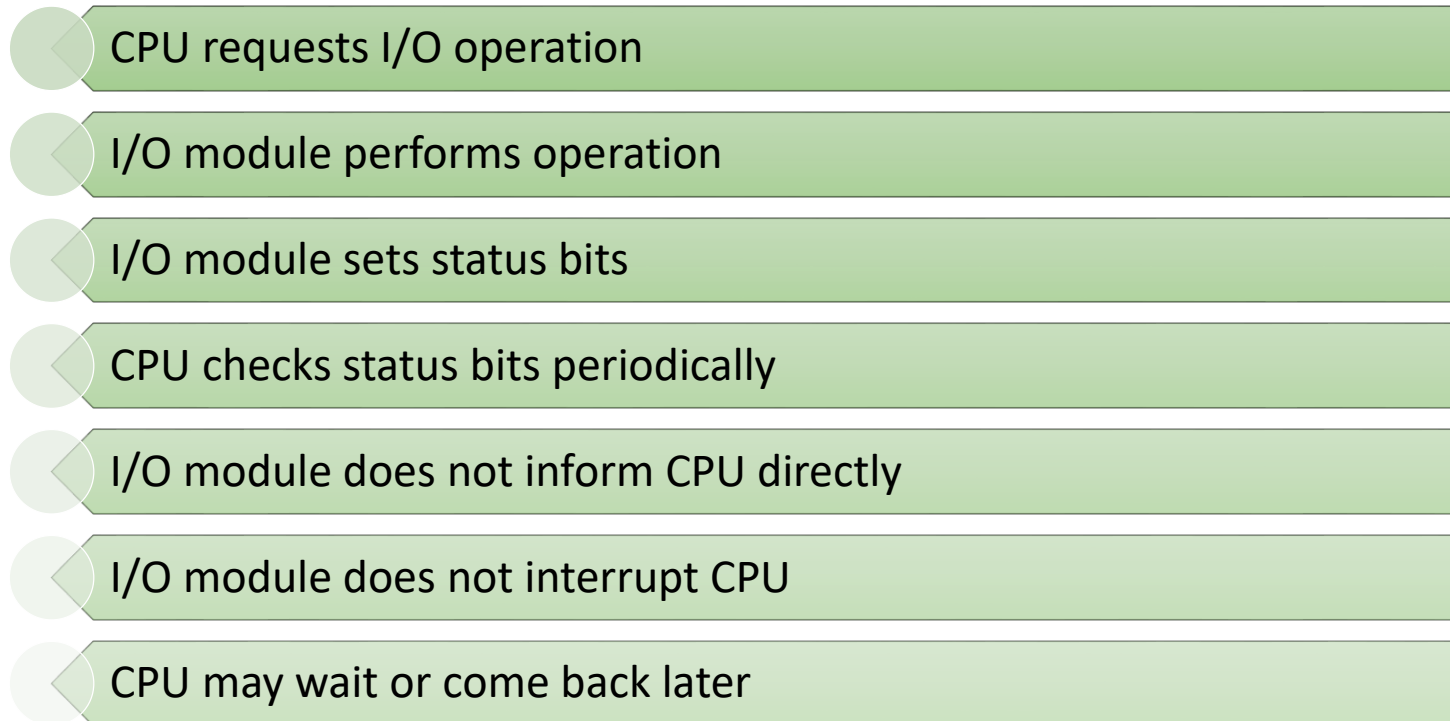 CPU requests I/O operation
I/O module performs operation
I/O module sets status bits
CPU checks status bits periodically
I/O module does not inform CPU directly
I/O module does not interrupt CPU
CPU may wait or come back later